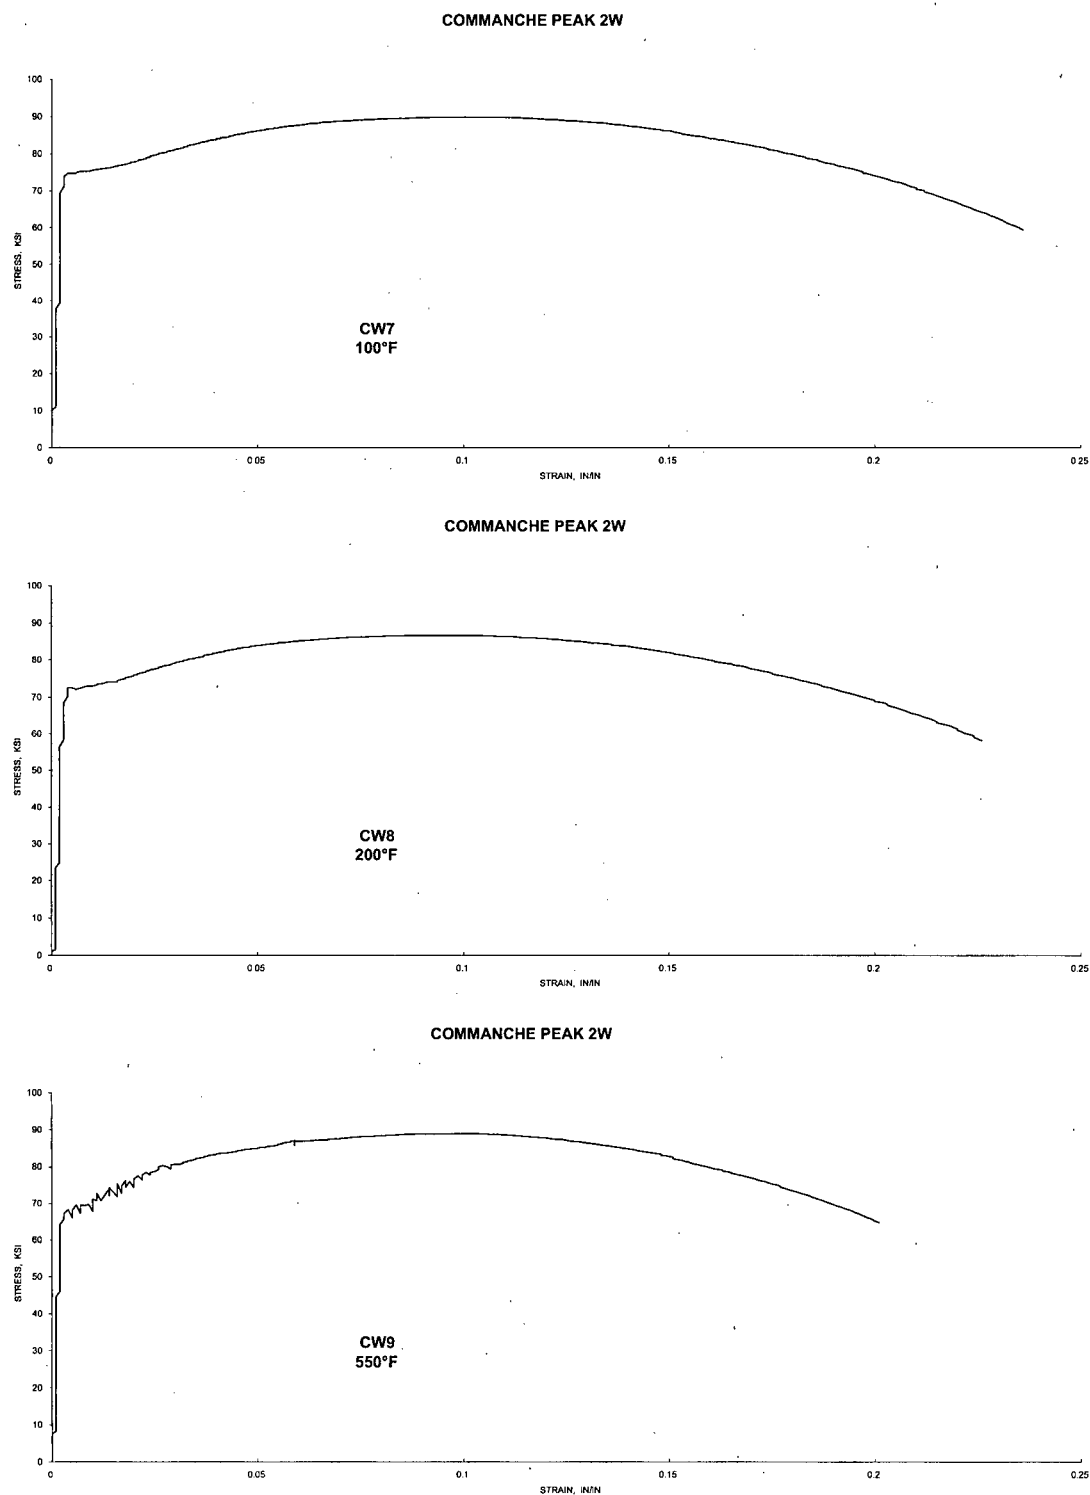 COMMANCHE PEAK 2W
100
90
80
70
60
50
40
30
20
10
0
STRESS, KSI
CW7
100°F
0 0.05 0.1 0.15 0.2 0.25
STRAIN, IN/IN
COMMANCHE PEAK 2W
100
90
80
70
60
50
40
30
20
10
0
STRESS, KSI
CW8
200°F
0 0.05 0.1 0.15 0.2 0.25
STRAIN, IN/IN
COMMANCHE PEAK 2W
100
90
80
70
60
50
40
30
20
10
0
STRESS, KSI
CW9
550°F
0 0.05 0.1 0.15 0.2 0.25
STRAIN, IN/IN